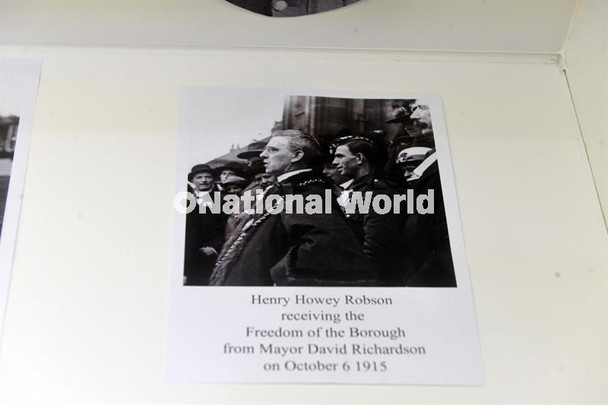 ©National World
Henry Howey Robson
receiving the
Freedom of the Borough
from Mayor David Richardson
on October 6 1915